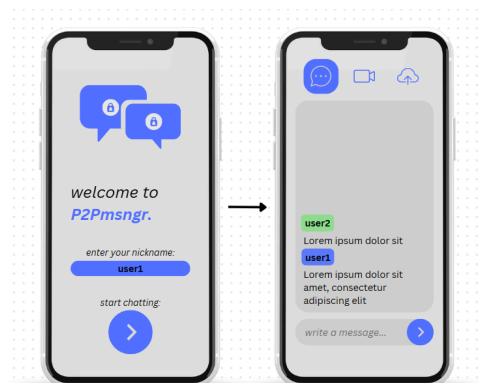 welcome to
P2Pmsngr.
enter your nickname:
user1
start chatting:
user2
Lorem ipsum dolor sit
user1
Lorem ipsum dolor sit
amet, consectetur
adipiscing elit
write a message...